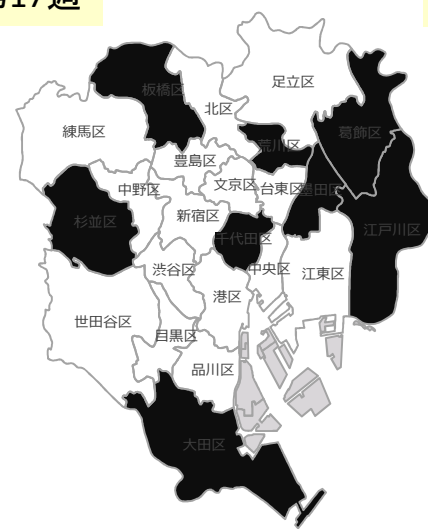 17週
足立区
板橋区
北区
練馬区
荒川区
葛飾区
豊島区
中野区
文京区
台東区
墨田区
杉並区
新宿区
千代田区
江戸川区
渋谷区
中央区
江東区
港区
世田谷区
目黒区
品川区
大田区